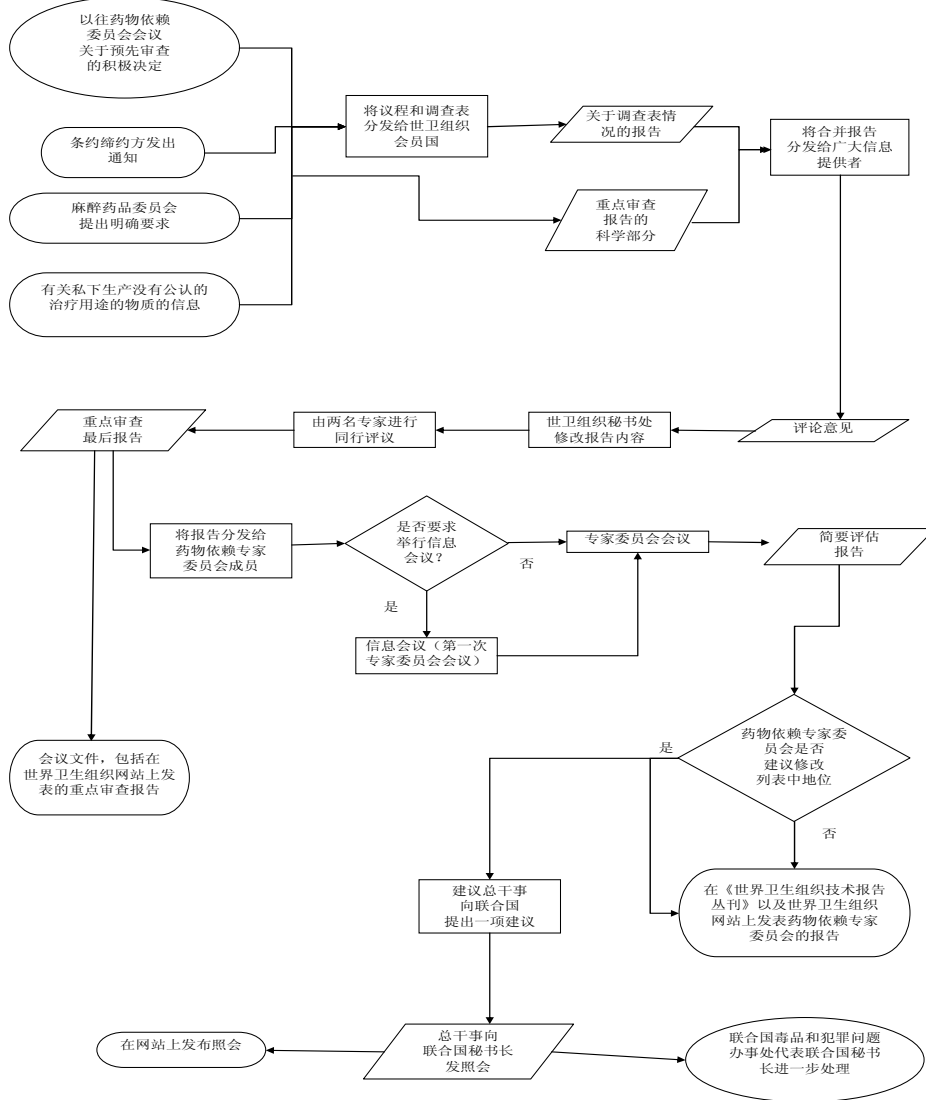 以往药物依赖
委员会会议
关于预先审查
的积极决定
条约缔约方发出
通知
麻醉药品委员会
提出明确要求
有关私下生产没有公认的
治疗用途的物质的信息
将议程和调查表
分发给世卫组织
会员国
关于调查表情
况的报告
重点审查
报告的
科学部分
将合并报告
分发给广大信息
提供者
评论意见
世卫组织秘书处
修改报告内容
由两名专家进行
同行评议
重点审查
最后报告
将报告分发给
药物依赖专家
委员会成员
是否要求
举行信息
会议？
否
是
信息会议（第一次
专家委员会会议）
专家委员会会议
简要评估
报告
会议文件，包括在
世界卫生组织网站上发
表的重点审查报告
药物依赖专家委
员会是否
建议修改
列表中地位
是
否
建议总干事
向联合国
提出一项建议
在《世界卫生组织技术报告
丛刊》以及世界卫生组织
网站上发表药物依赖专家
委员会的报告
总干事向
联合国秘书长
发照会
在网站上发布照会
联合国毒品和犯罪问题
办事处代表联合国秘书
长进一步处理